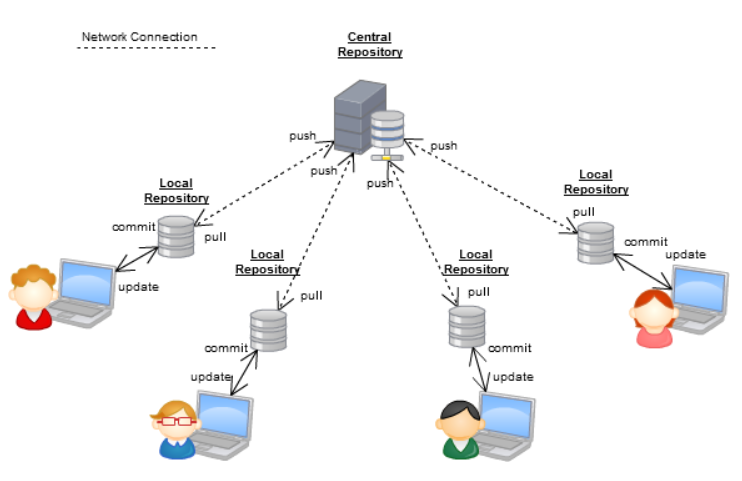 Network Connection
Central
Repository
push
push
push
push
Local
Repository
Local
Repository
commit
pull
pull
update
commit
update
Local
Repository
Local
Repository
pull
pull
commit
commit
update
update